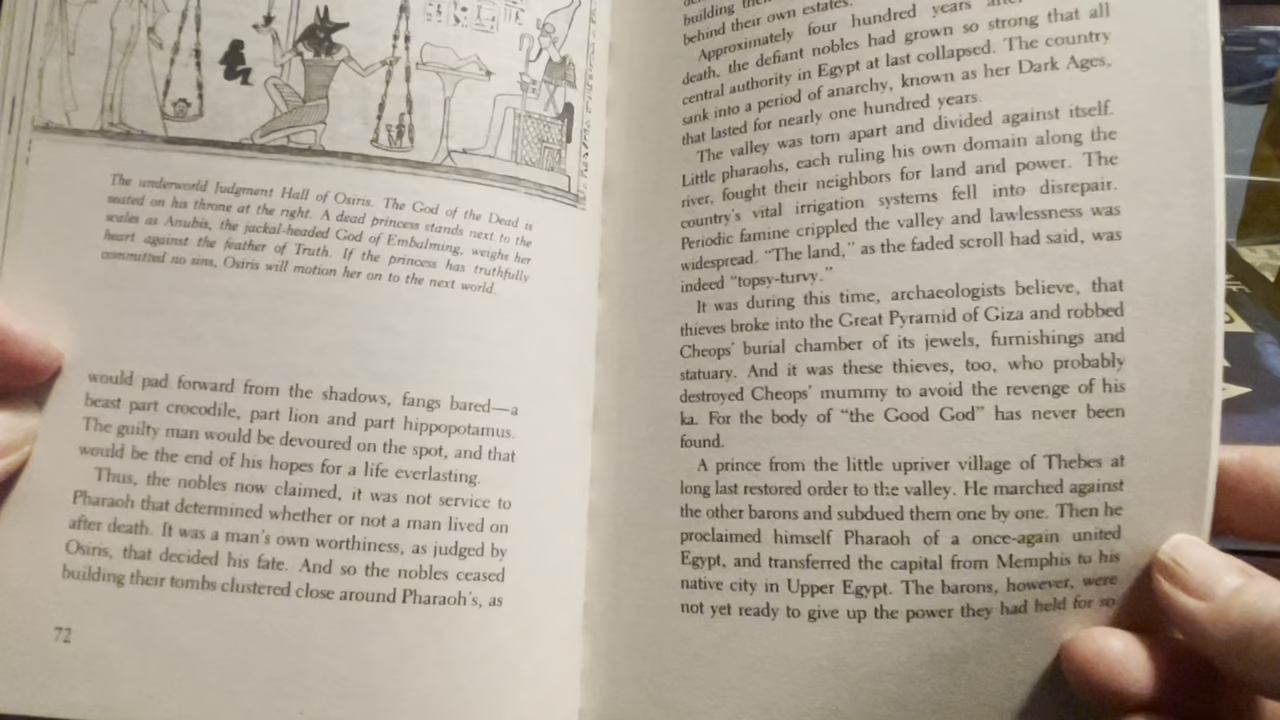 The underworld Judgment Hall of Osiris. The God of the Dead is
seated on his throne at the right. A dead princess stands next to the
scales as Anubis, the jackal-headed God of Embalming, weighs her
heart against the feather of Truth. If the princess has truthfully
committed no sins, Osiris will motion her on to the next world.
would pad forward from the shadows, fangs bared—a
beast part crocodile, part lion and part hippopotamus.
The guilty man would be devoured on the spot, and that
would be the end of his hopes for a life everlasting.
Thus, the nobles now claimed, it was not service to
Pharaoh that determined whether or not a man lived on
after death. It was a man's own worthiness, as judged by
Osiris, that decided his fate. And so the nobles ceased
building their tombs clustered close around Pharaoh's, as
72
building
behind their own estates.
Approximately four hundred years
death, the defiant nobles had grown so strong that all
central authority in Egypt at last collapsed. The country
sank into a period of anarchy, known as her Dark Ages,
that lasted for nearly one hundred years.
The valley was torn apart and divided against itself.
Little pharaohs, each ruling his own domain along the
river, fought their neighbors for land and power. The
country's vital irrigation systems fell into disrepair.
Periodic famine crippled the valley and lawlessness was
widespread. "The land," as the faded scroll had said, was
indeed "topsy-turvy."
It was during this time, archaeologists believe, that
thieves broke into the Great Pyramid of Giza and robbed
Cheops' burial chamber of its jewels, furnishings and
statuary. And it was these thieves, too, who probably
destroyed Cheops' mummy to avoid the revenge of his
ka. For the body of "the Good God" has never been
found.
A prince from the little upriver village of Thebes at
long last restored order to the valley. He marched against
the other barons and subdued them one by one. Then he
proclaimed himself Pharaoh of a once-again united
Egypt, and transferred the capital from Memphis to his
native city in Upper Egypt. The barons, however, were
not yet ready to give up the power they had held for so